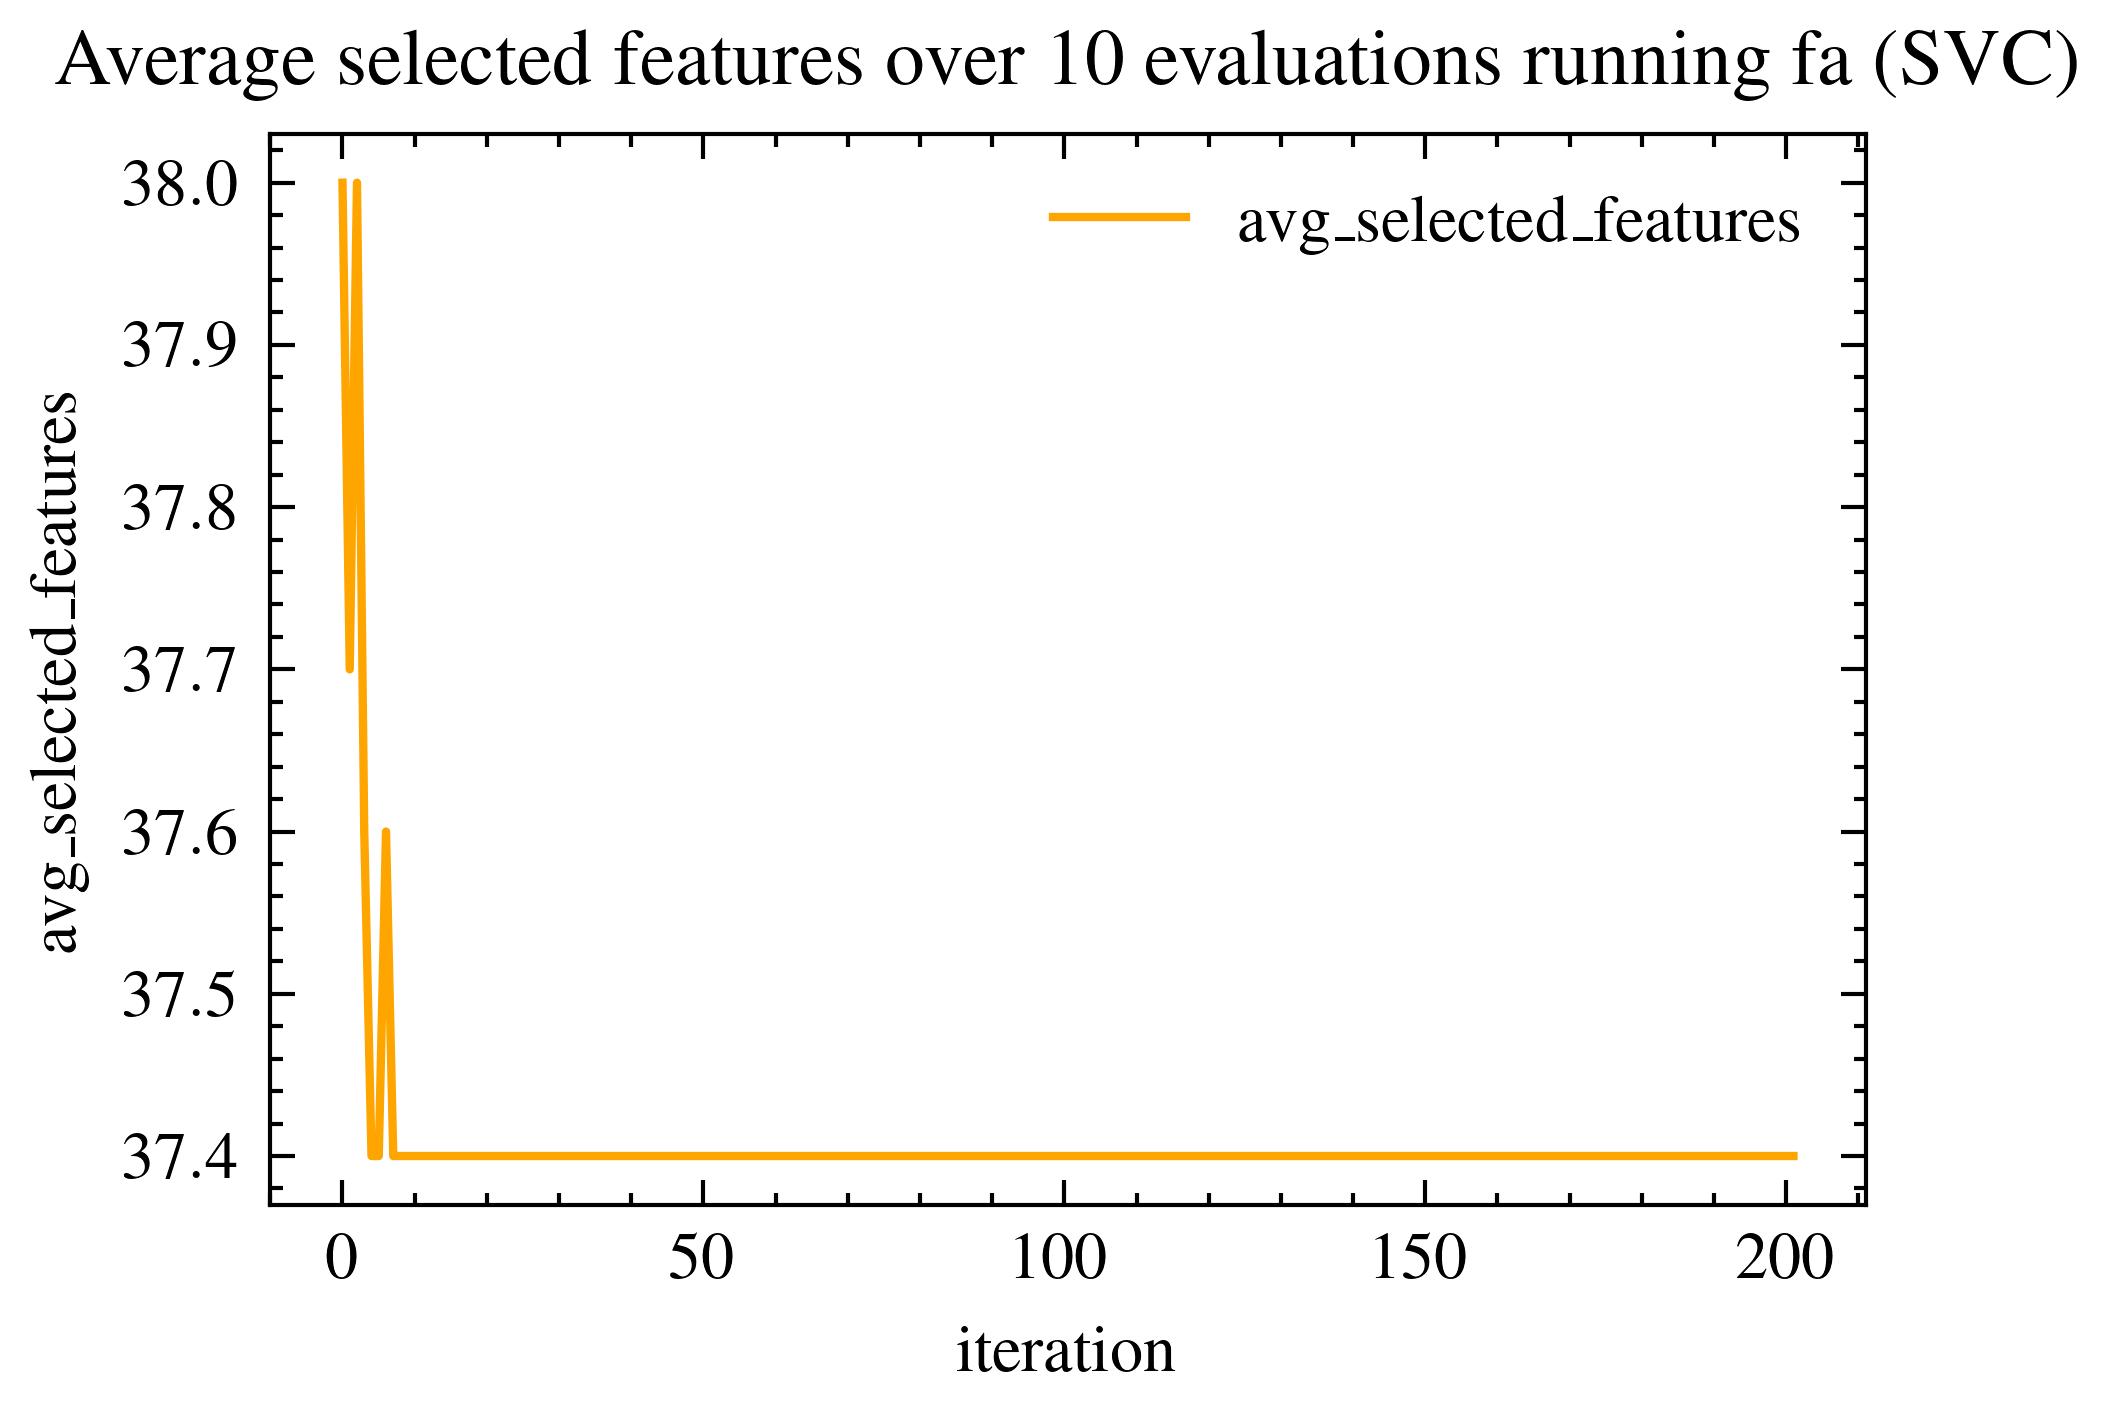 Average selected features over 10 evaluations running fa (SVC)
avg_selected_features
38.0
37.9
37.8
37.7
37.6
37.5
37.4
avg_selected_features
0 50 100 150 200
iteration